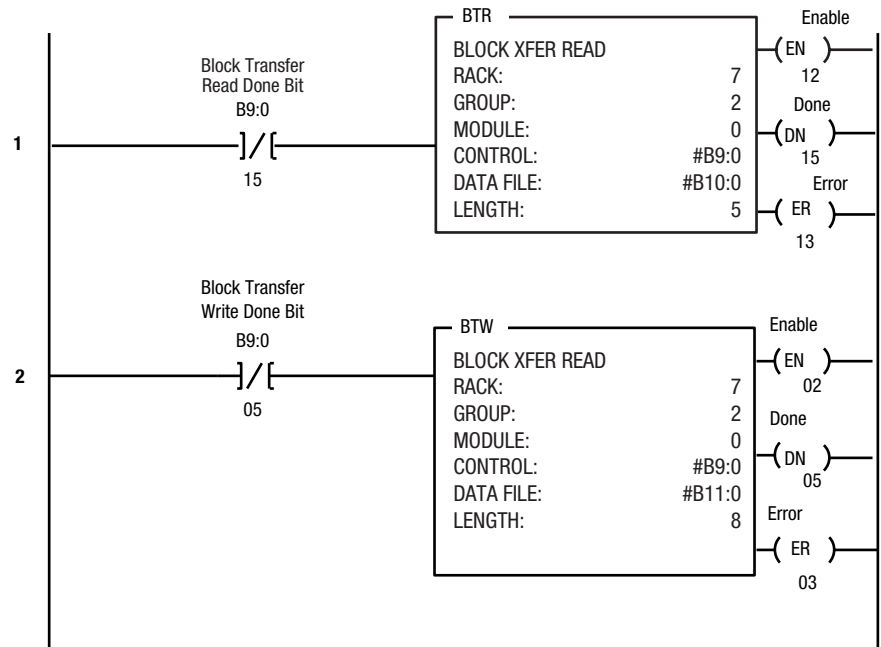 BTR
Enable
BLOCK XFER READ
(EN )
12
RACK: 7
GROUP: 2
Done
MODULE: 0
(DN )
15
CONTROL: #B9:0
DATA FILE: #B10:0
Error
LENGTH: 5
( ER )
13
Block Transfer
Read Done Bit
B9:0
1
]/[
15
Block Transfer
Write Done Bit
B9:0
2
]/[
05
BTW
Enable
BLOCK XFER READ
(EN )
02
RACK: 7
GROUP: 2
Done
MODULE: 0
(DN )
05
CONTROL: #B9:0
DATA FILE: #B11:0
Error
LENGTH: 8
( ER )
03